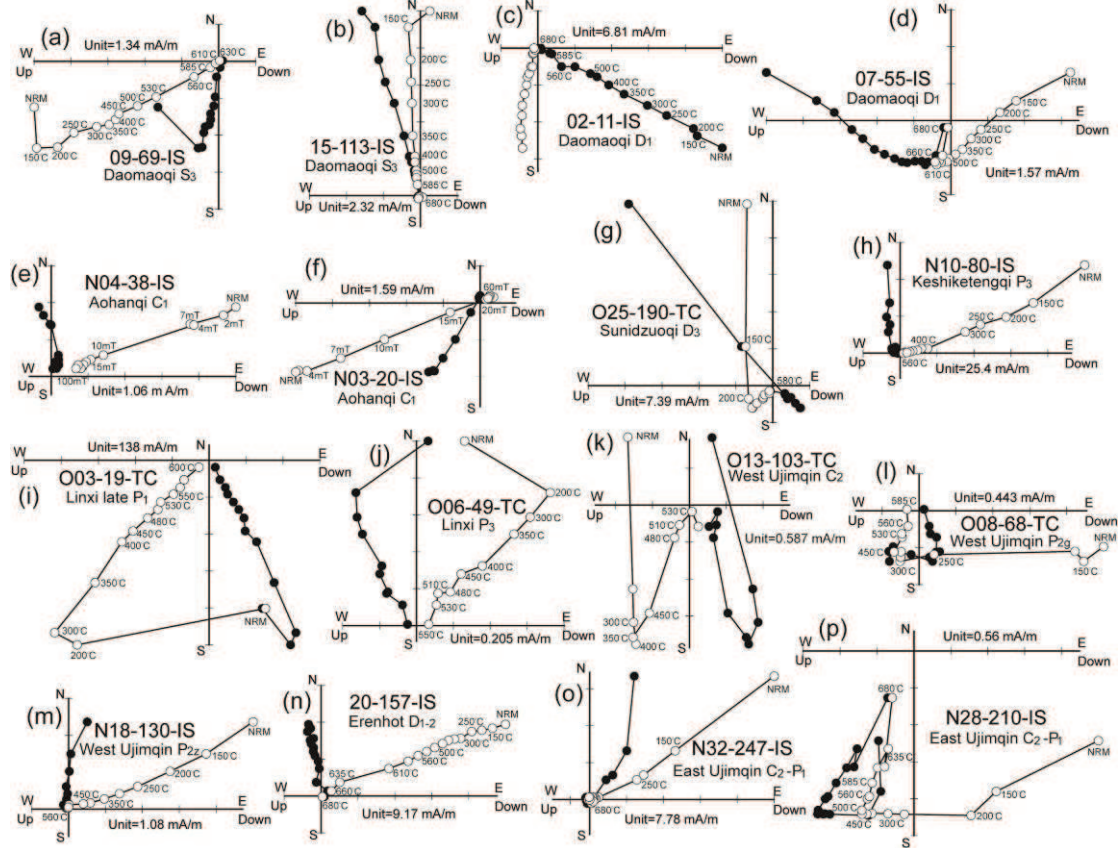 (a)
N
W
Up
E
Down
S
Unit=1.34 mA/m
610℃
630℃
585℃
560℃
530℃
500℃
450℃
400℃
350℃
300℃
250℃
200℃
150℃
NRM
09-69-IS
Daomaoqi S3
(b)
N
NRM
150℃
200℃
250℃
300℃
350℃
400℃
500℃
585℃
680℃
15-113-IS
Daomaoqi S3
W
Up
E
Down
Unit=2.32 mA/m
S
(c)
N
Unit=6.81 mA/m
W
Up
E
Down
680℃
585℃
560℃
500℃
400℃
350℃
300℃
250℃
200℃
150℃
NRM
02-11-IS
Daomaoqi D1
S
(d)
N
07-55-IS
Daomaoqi D1
NRM
150℃
200℃
250℃
300℃
350℃
500℃
610℃
660℃
680℃
W
Up
E
Down
Unit=1.57 mA/m
S
(e)
N
N04-38-IS
Aohanqi C1
NRM
2mT
4mT
7mT
10mT
15mT
100mT
W
Up
E
Down
Unit=1.06 m A/m
S
(f)
N
W
Up
E
Down
Unit=1.59 mA/m
60mT
20mT
15mT
10mT
7mT
4mT
NRM
N03-20-IS
Aohanqi C1
S
(g)
N
NRM
O25-190-TC
Sunidzuoqi D3
150℃
200℃
580℃
W
Up
E
Down
Unit=7.39 mA/m
S
(h)
N
N10-80-IS
Keshiketengqi P3
NRM
150℃
200℃
250℃
300℃
400℃
560℃
W
Up
E
Down
Unit=25.4 mA/m
S
(i)
N
Unit=138 mA/m
W
Up
E
Down
O03-19-TC
Linxi late P1
600℃
550℃
530℃
480℃
450℃
400℃
350℃
300℃
200℃
NRM
S
(j)
N
NRM
200℃
300℃
350℃
400℃
450℃
480℃
510℃
530℃
550℃
O06-49-TC
Linxi P3
W
Up
E
Down
Unit=0.205 mA/m
S
(k)
N
NRM
O13-103-TC
West Ujimqin C2
W
Up
E
Down
530℃
510℃
480℃
450℃
300℃
350℃
400℃
Unit=0.587 mA/m
S
(l)
N
Unit=0.443 mA/m
W
Up
E
Down
585℃
560℃
530℃
450℃
300℃
250℃
150℃
NRM
O08-68-TC
West Ujimqin P2g
S
(m)
N
N18-130-IS
West Ujimqin P2z
NRM
150℃
200℃
250℃
350℃
450℃
560℃
W
Up
E
Down
Unit=1.08 mA/m
S
(n)
N
20-157-IS
Erenhot D1-2
NRM
150℃
250℃
300℃
500℃
560℃
610℃
635℃
660℃
680℃
W
Up
E
Down
Unit=9.17 mA/m
S
(o)
N
NRM
150℃
250℃
680℃
N32-247-IS
East Ujimqin C2-P1
W
Up
E
Down
Unit=7.78 mA/m
S
(p)
N
Unit=0.56 mA/m
W
Up
E
Down
680℃
635℃
585℃
560℃
500℃
450℃
300℃
200℃
150℃
NRM
N28-210-IS
East Ujimqin C2-P1
S